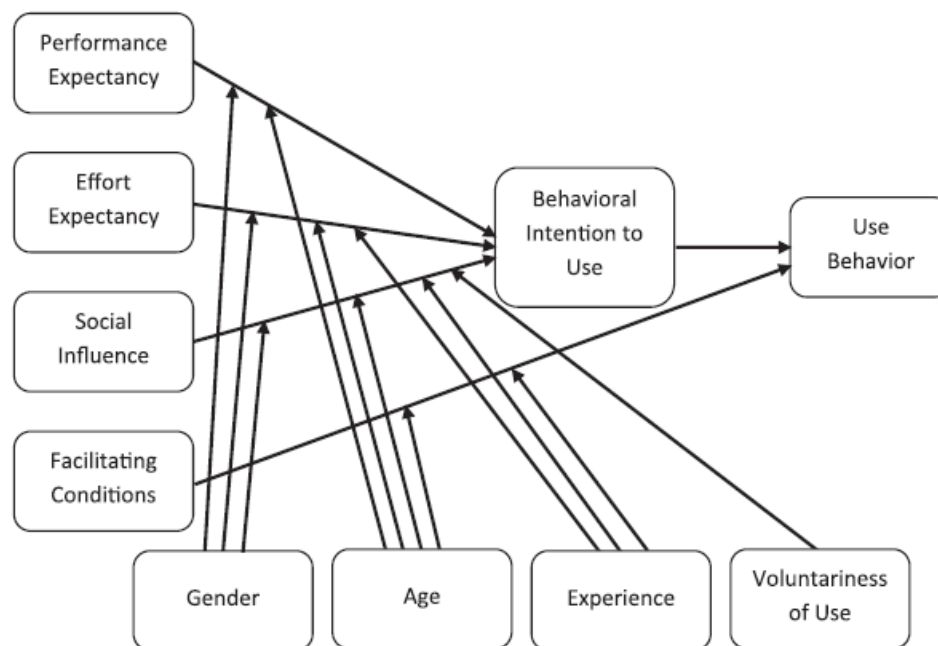 Performance
Expectancy
Effort
Expectancy
Social
Influence
Facilitating
Conditions
Behavioral
Intention to
Use
Use
Behavior
Gender
Age
Experience
Voluntariness
of Use